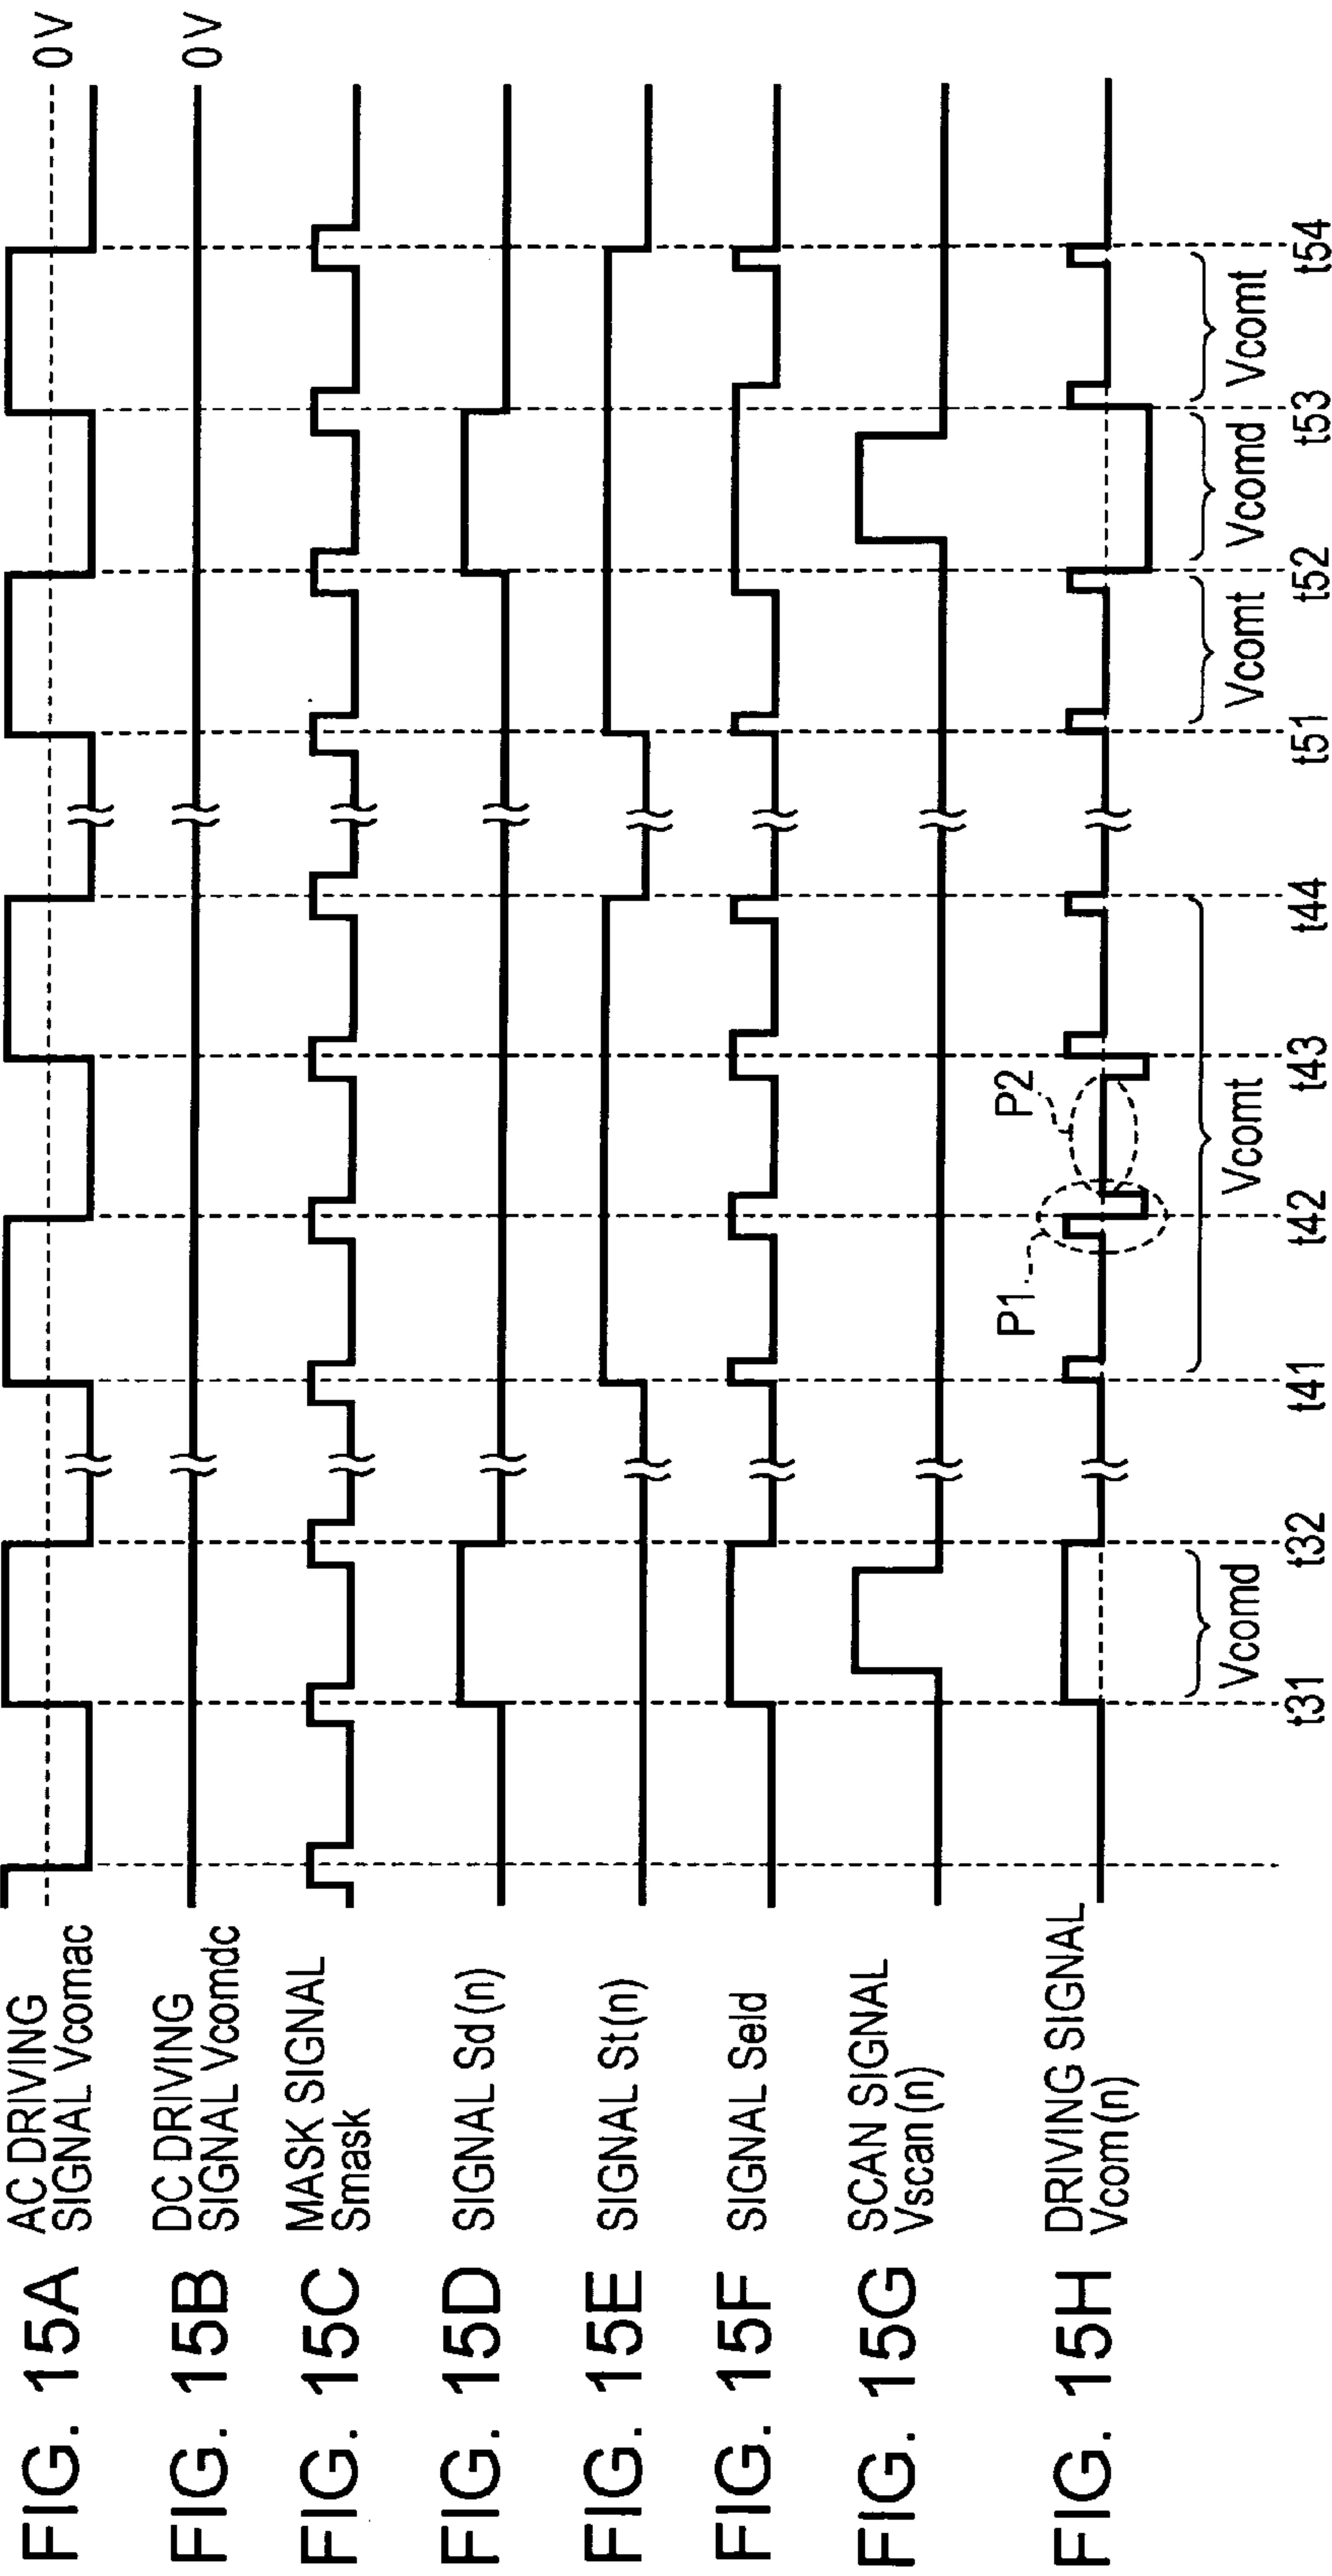 FIG. 15A AC DRIVING
SIGNAL Vcomac
0 V
FIG. 15B DC DRIVING
SIGNAL Vcomdc
0 V
FIG. 15C MASK SIGNAL
Smask
FIG. 15D SIGNAL Sd (n)
FIG. 15E SIGNAL St(n)
FIG. 15F SIGNAL Seld
FIG. 15G SCAN SIGNAL
Vscan (n)
FIG. 15H DRIVING SIGNAL
Vcom (n)
P1
P2
Vcomd
Vcomt
Vcomt
Vcomd
Vcomt
t31 t32 t41 t42 t43 t44 t51 t52 t53 t54